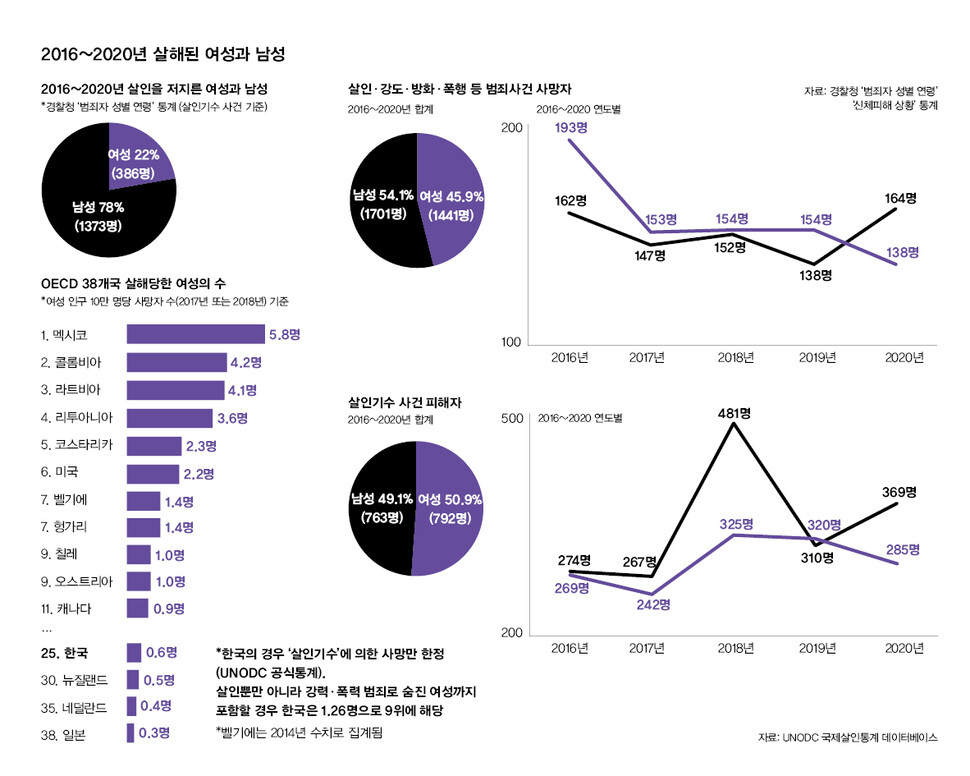 2016~2020년 살해된 여성과 남성
2016~2020년 살인을 저지른 여성과 남성
*경찰청 '범죄자 성별 연령' 통계 (살인기수 사건 기준)
여성 22%
(386명)
남성 78%
(1373명)
살인·강도·방화·폭행 등 범죄사건 사망자
2016~2020년 합계
남성 54.1%
(1701명)
여성 45.9%
(1441명)
자료: 경찰청 '범죄자 성별 연령'
'신체피해 상황' 통계
2016~2020 연도별
200
193명
162명
153명
147명
154명
152명
154명
138명
164명
138명
100
2016년
2017년
2018년
2019년
2020년
OECD 38개국 살해당한 여성의 수
*여성 인구 10만 명당 사망자 수(2017년 또는 2018년) 기준
1. 멕시코 5.8명
2. 콜롬비아 4.2명
3. 라트비아 4.1명
4. 리투아니아 3.6명
5. 코스타리카 2.3명
6. 미국 2.2명
7. 벨기에 1.4명
7. 헝가리 1.4명
9. 칠레 1.0명
9. 오스트리아 1.0명
11. 캐나다 0.9명
...
25. 한국 0.6명
30. 뉴질랜드 0.5명
35. 네덜란드 0.4명
38. 일본 0.3명
*한국의 경우 '살인기수'에 의한 사망만 한정
(UNODC 공식통계).
살인뿐만 아니라 강력·폭력 범죄로 숨진 여성까지
포함할 경우 한국은 1.26명으로 9위에 해당
*벨기에는 2014년 수치로 집계됨
살인기수 사건 피해자
2016~2020년 합계
남성 49.1%
(763명)
여성 50.9%
(792명)
500
2016~2020 연도별
481명
274명
269명
267명
242명
325명
320명
310명
369명
285명
200
2016년
2017년
2018년
2019년
2020년
자료: UNODC 국제살인통계 데이터베이스